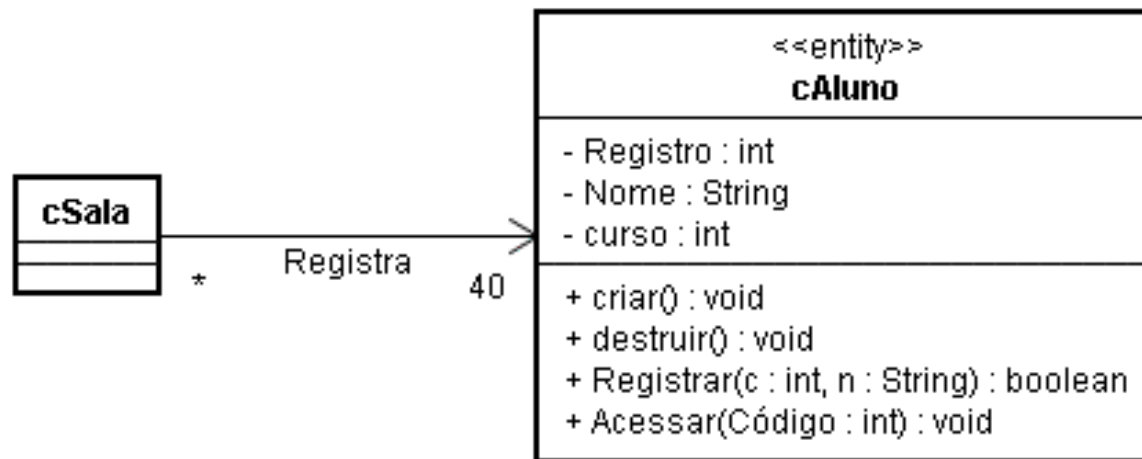 <<entity>>
cAluno
- Registro : int
- Nome : String
- curso : int
cSala
Registra
*
40
+ criar() : void
+ destruir() : void
+ Registrar(c : int, n : String) : boolean
+ Acessar(Código : int) : void